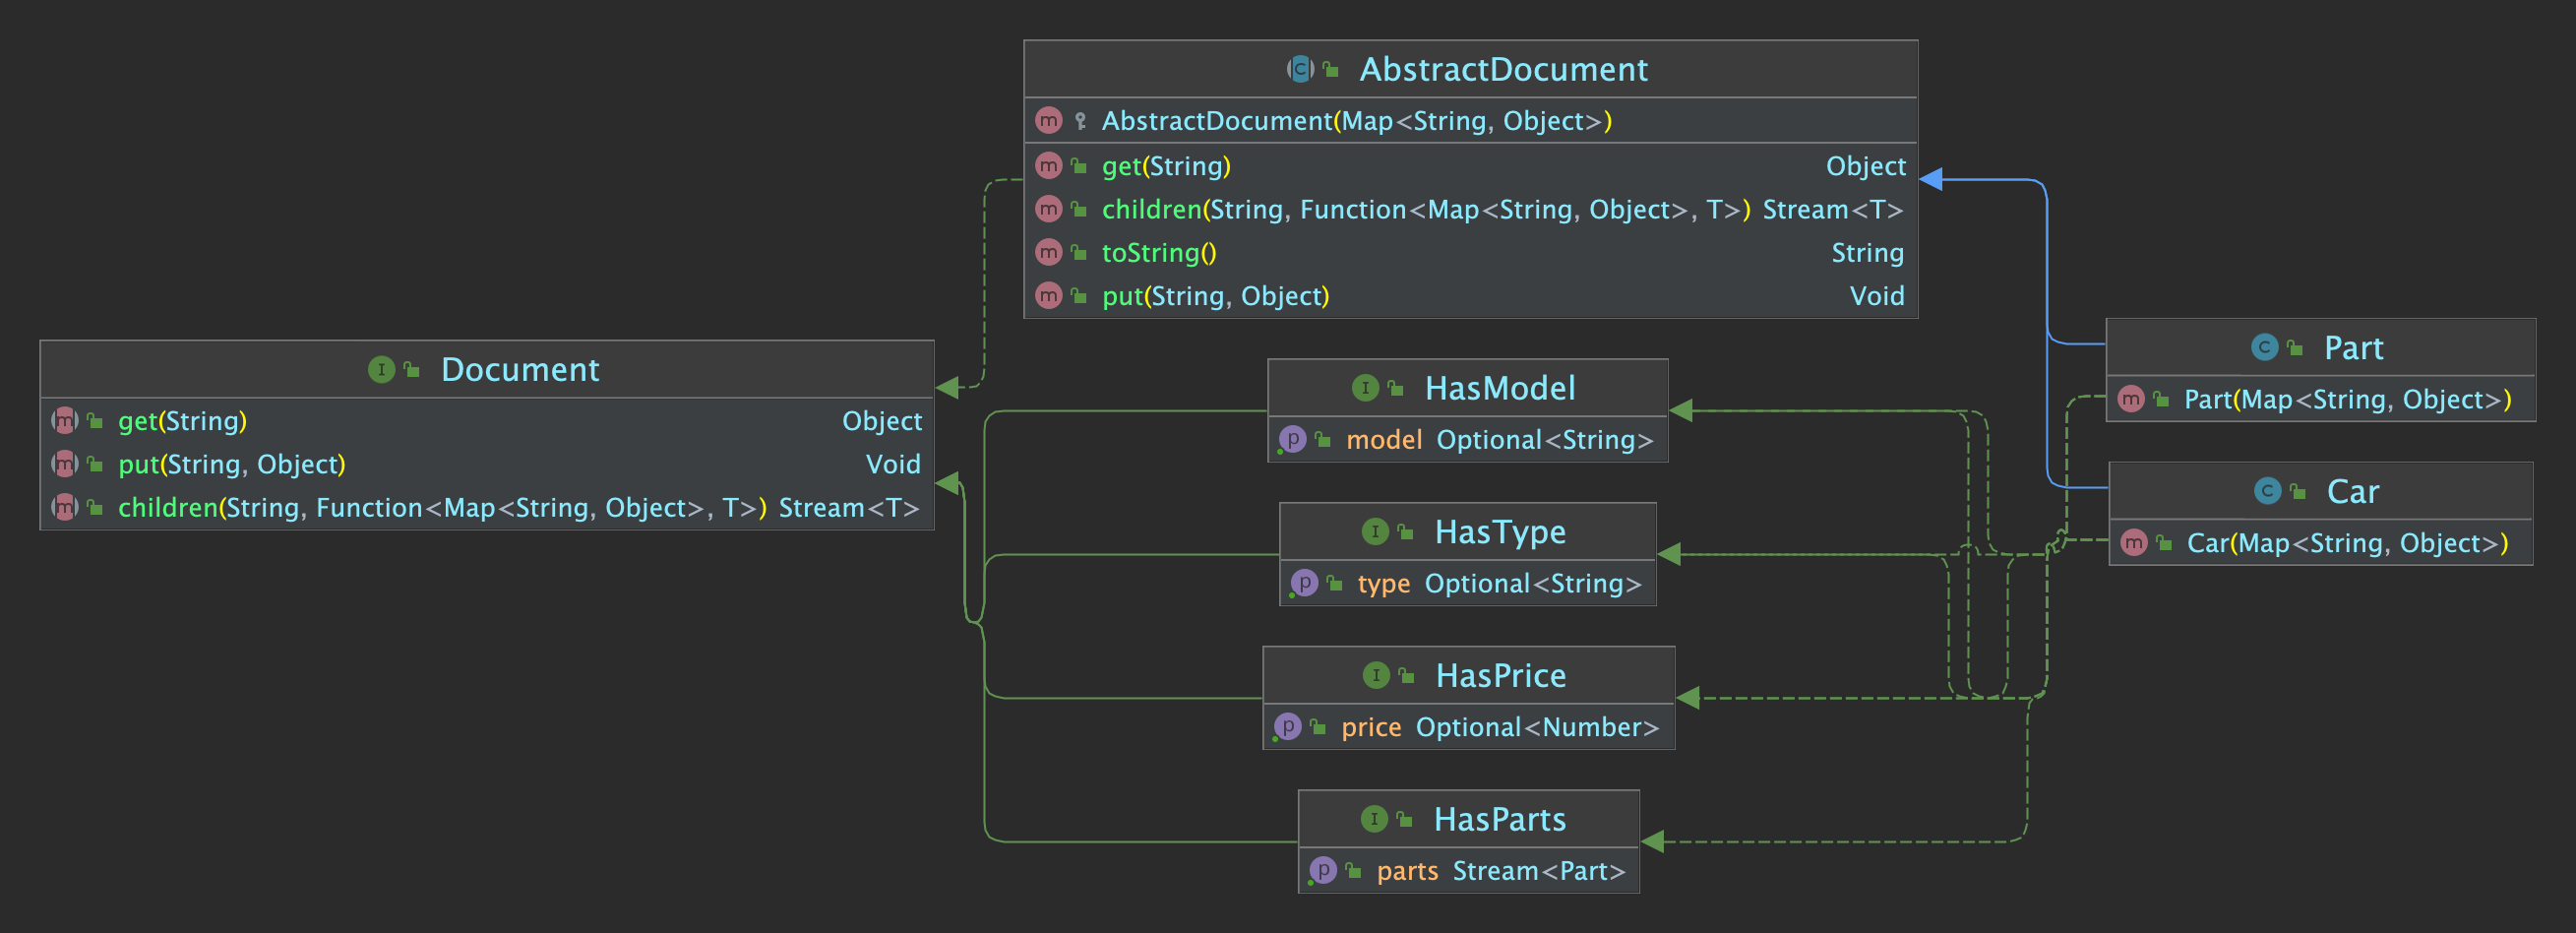 AbstractDocument
AbstractDocument(Map<String, Object>)
get(String) Object
children(String, Function<Map<String, Object>, T>) Stream<T>
toString() String
put(String, Object) Void
Document
get(String) Object
put(String, Object) Void
children(String, Function<Map<String, Object>, T>) Stream<T>
HasModel
model Optional<String>
HasType
type Optional<String>
HasPrice
price Optional<Number>
HasParts
parts Stream<Part>
Part
Part(Map<String, Object>)
Car
Car(Map<String, Object>)